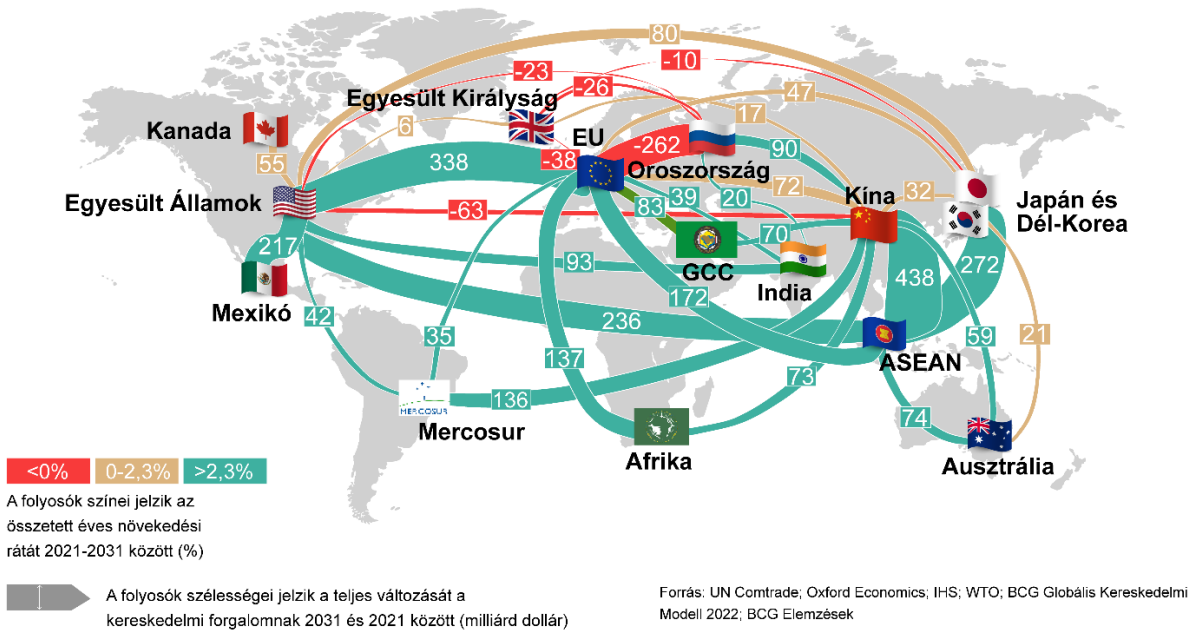 80
-10
-23
-26
47
Egyesült Királyság
17
6
Kanada
EU
-262
90
338
-38
55
Oroszország
72
Kína
32
Egyesült Államok
39
20
Japán és
Dél-Korea
83
-63
70
217
GCC
93
438
272
India
Mexikó
172
42
236
35
59
21
137
ASEAN
73
MERCOSUR
136
74
Mercosur
Afrika
Ausztrália
<0%
0-2,3%
>2,3%
A folyosók színei jelzik az
összetett éves növekedési
rátát 2021-2031 között (%)
A folyosók szélességei jelzik a teljes változását a
kereskedelmi forgalomnak 2031 és 2021 között (milliárd dollár)
Forrás: UN Comtrade; Oxford Economics; IHS; WTO; BCG Globális Kereskedelmi
Modell 2022; BCG Elemzések